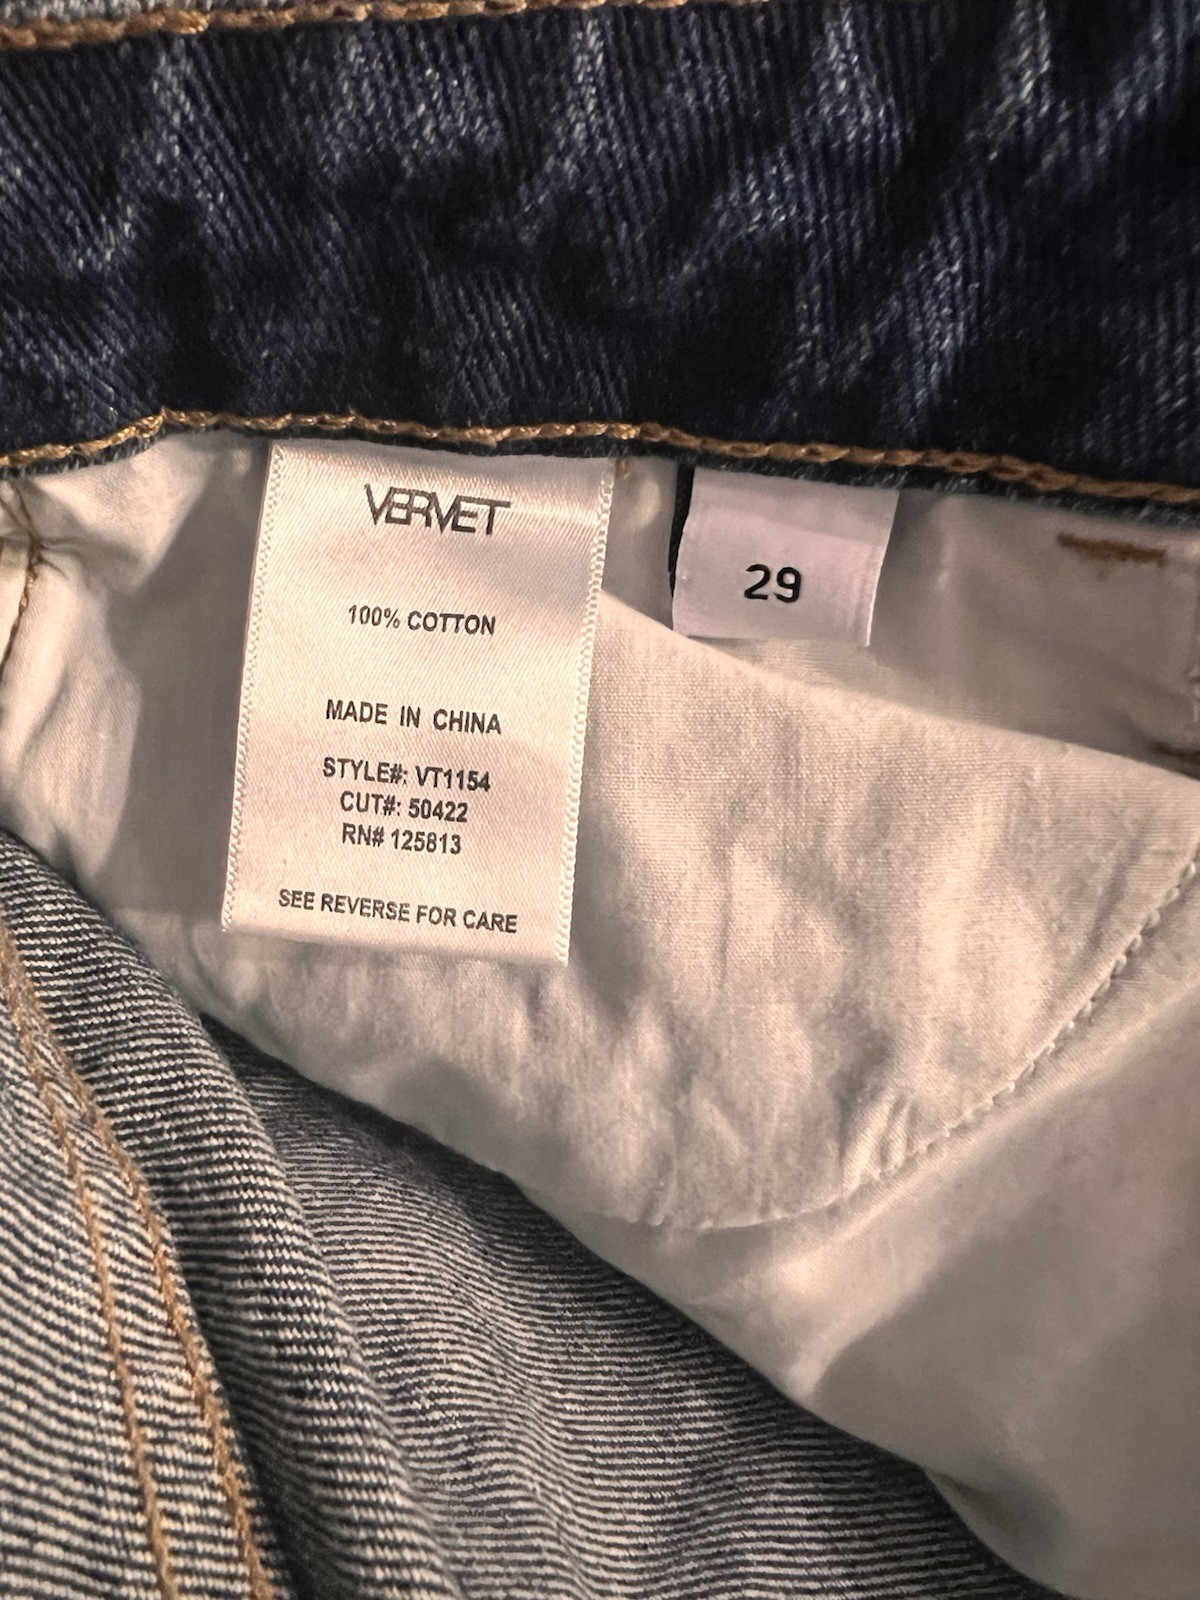 VERVET
100% COTTON
MADE IN CHINA
STYLE#: VT1154
CUT#: 50422
RN# 125813
SEE REVERSE FOR CARE
29